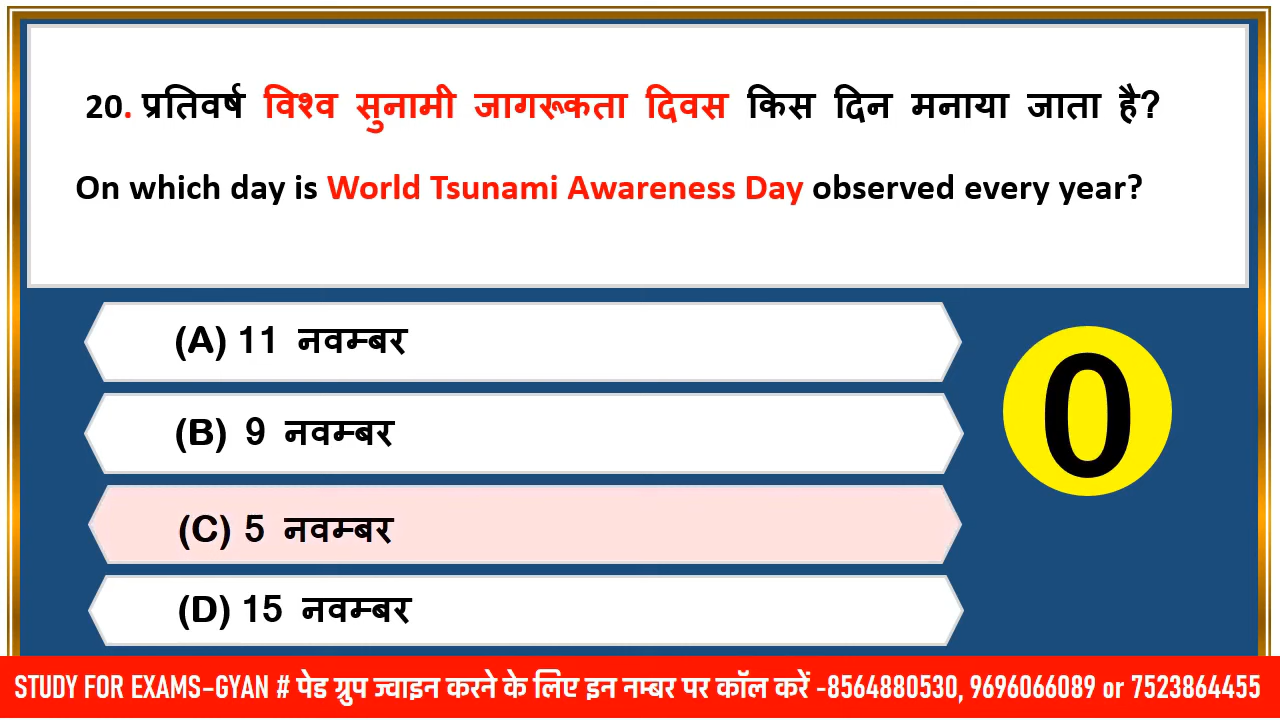 20. प्रतिवर्ष विश्व सुनामी जागरूकता दिवस किस दिन मनाया जाता है?
On which day is World Tsunami Awareness Day observed every year?
(A) 11 नवम्बर
(B) 9 नवम्बर
(C) 5 नवम्बर
(D) 15 नवम्बर
0
STUDY FOR EXAMS-GYAN # पेड ग्रुप ज्वाइन करने के लिए इन नम्बर पर कॉल करें -8564880530, 9696066089 or 7523864455